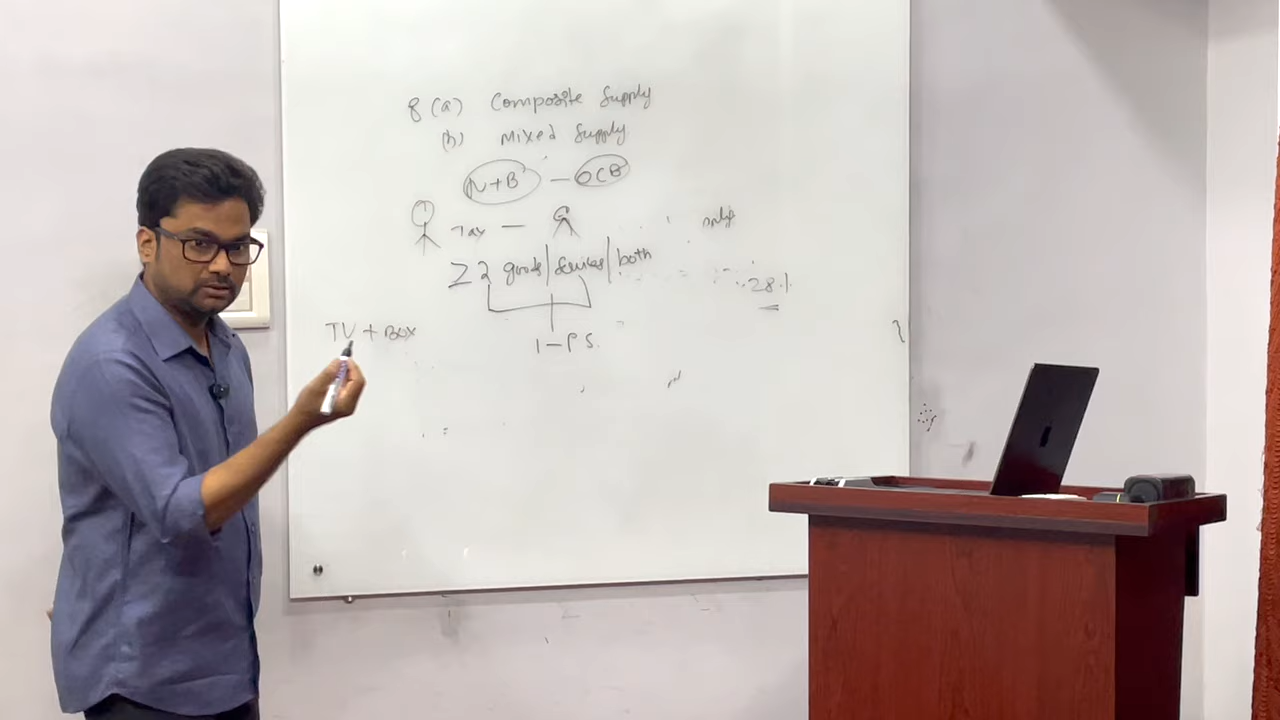 8 (a) Composite Supply
(b) Mixed Supply
N+B — OCB
Tax — only
≥ 2 goods/services/both
28%
TV + Box
1 – P S.